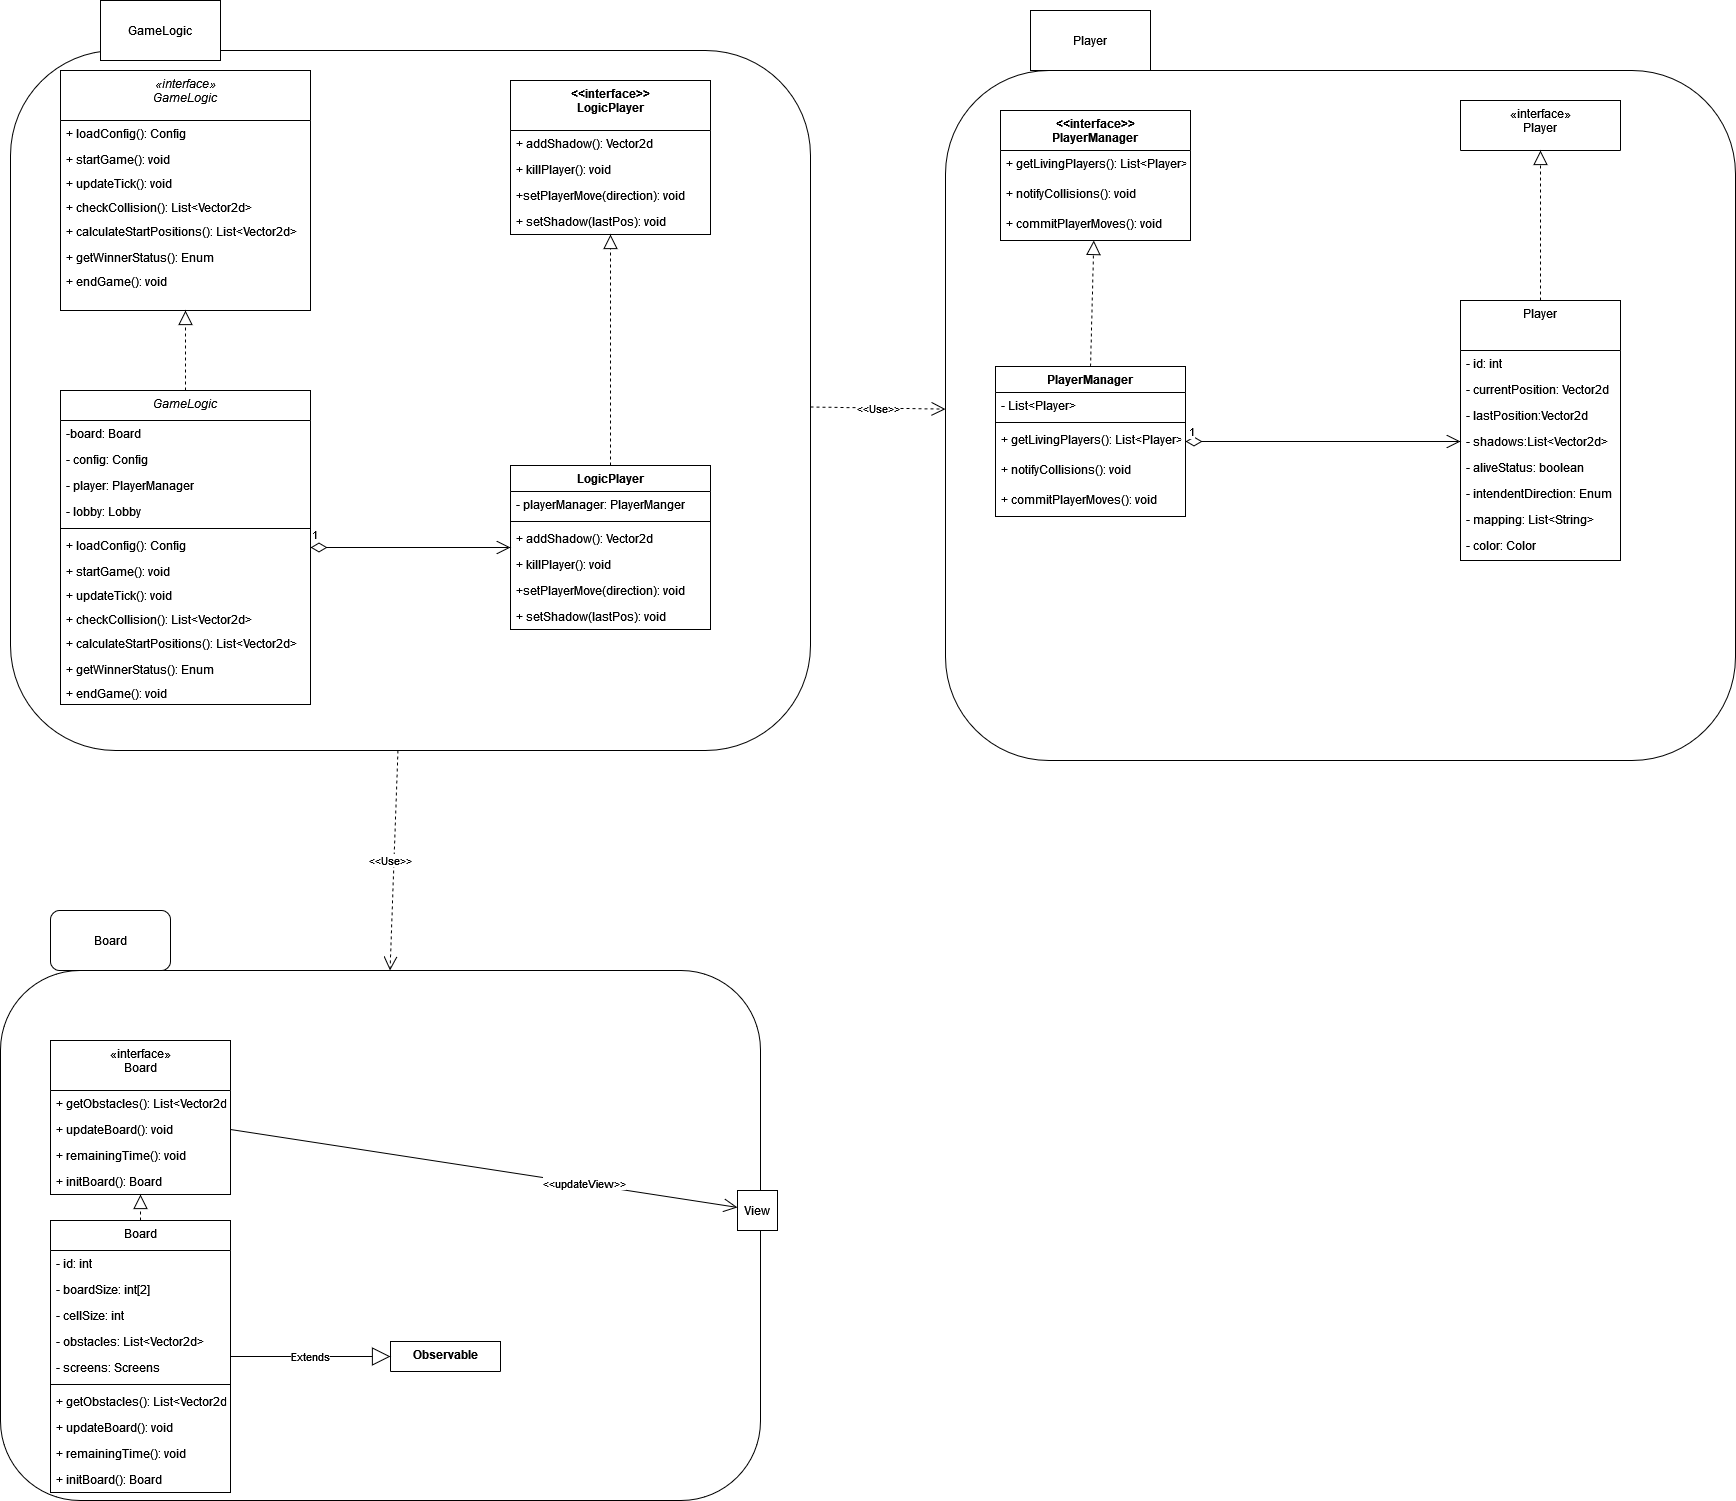 GameLogic
«interface»
GameLogic
+ loadConfig(): Config
+ startGame(): void
+ updateTick(): void
+ checkCollision(): List<Vector2d>
+ calculateStartPositions(): List<Vector2d>
+ getWinnerStatus(): Enum
+ endGame(): void
<<interface>>
LogicPlayer
+ addShadow(): Vector2d
+ killPlayer(): void
+setPlayerMove(direction): void
+ setShadow(lastPos): void
GameLogic
-board: Board
- config: Config
- player: PlayerManager
- lobby: Lobby
+ loadConfig(): Config
+ startGame(): void
+ updateTick(): void
+ checkCollision(): List<Vector2d>
+ calculateStartPositions(): List<Vector2d>
+ getWinnerStatus(): Enum
+ endGame(): void
1
LogicPlayer
- playerManager: PlayerManger
+ addShadow(): Vector2d
+ killPlayer(): void
+setPlayerMove(direction): void
+ setShadow(lastPos): void
<<Use>>
Player
<<interface>>
PlayerManager
+ getLivingPlayers(): List<Player>
+ notifyCollisions(): void
+ commitPlayerMoves(): void
«interface»
Player
PlayerManager
- List<Player>
+ getLivingPlayers(): List<Player>
+ notifyCollisions(): void
+ commitPlayerMoves(): void
1
Player
- id: int
- currentPosition: Vector2d
- lastPosition:Vector2d
- shadows:List<Vector2d>
- aliveStatus: boolean
- intendentDirection: Enum
- mapping: List<String>
- color: Color
<<Use>>
Board
«interface»
Board
+ getObstacles(): List<Vector2d
+ updateBoard(): void
+ remainingTime(): void
+ initBoard(): Board
<<updateView>>
View
Board
- id: int
- boardSize: int[2]
- cellSize: int
- obstacles: List<Vector2d>
- screens: Screens
+ getObstacles(): List<Vector2d
+ updateBoard(): void
+ remainingTime(): void
+ initBoard(): Board
Extends
Observable